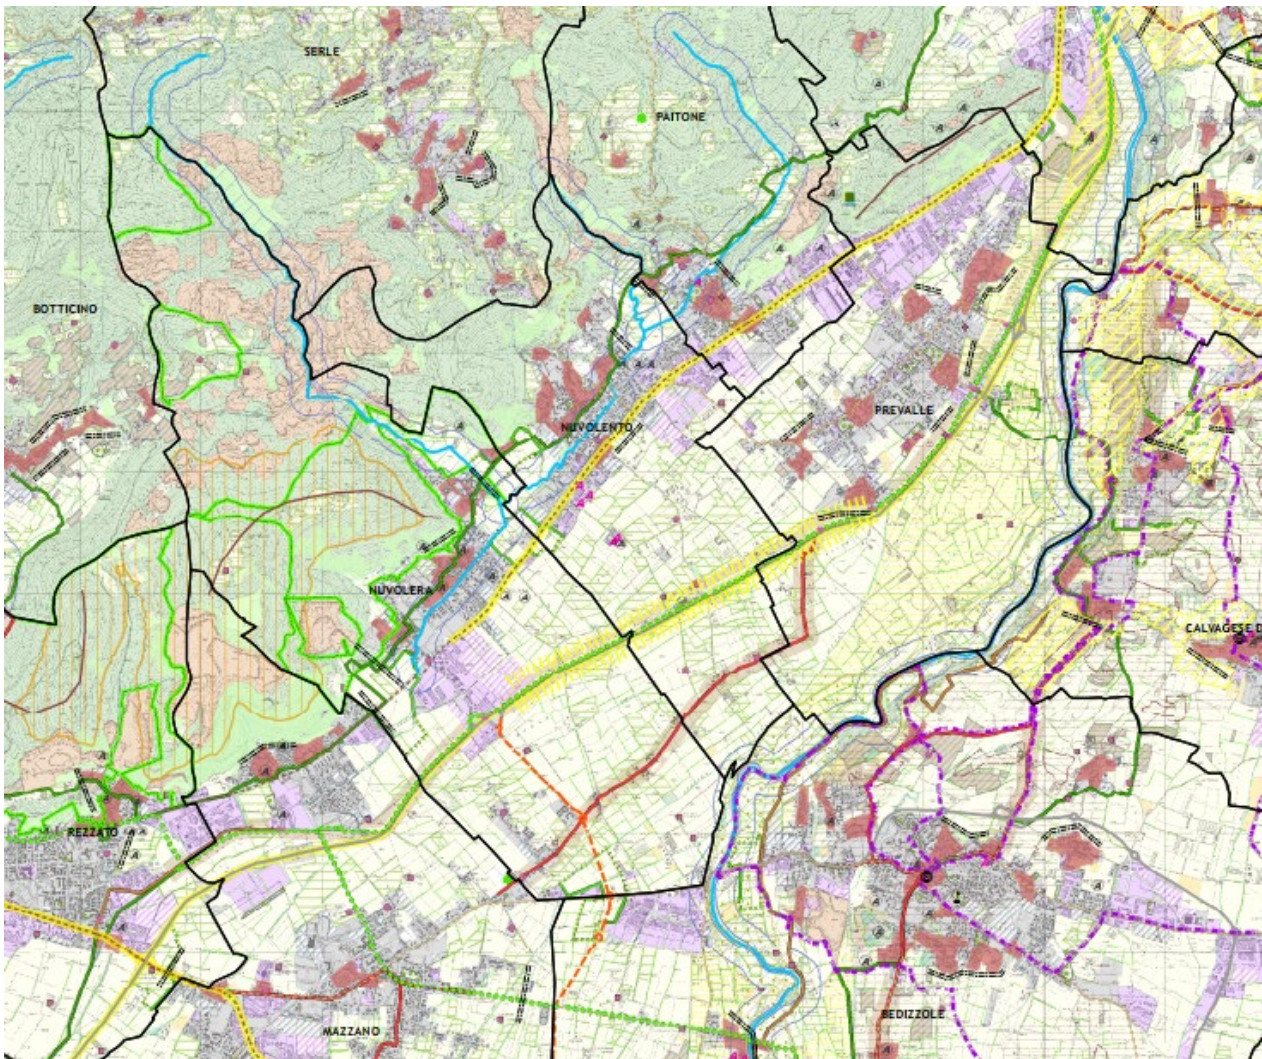 SERLE
PAITONE
BOTTICINO
PREVALLE
NUVOLENTO
NUVOLERA
CALVAGESE D
REZZATO
BEDIZZOLE
MAZZANO